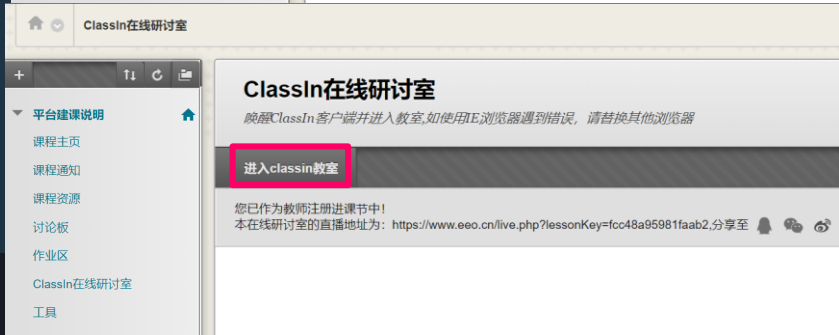 ClassIn在线研讨室
平台建课说明
课程主页
课程通知
课程资源
讨论板
作业区
ClassIn在线研讨室
工具
ClassIn在线研讨室
唤醒ClassIn客户端并进入教室,如使用IE浏览器遇到错误，请替换其他浏览器
进入classin教室
您已作为教师注册进课节中！
本在线研讨室的直播地址为：https://www.eeo.cn/live.php?lessonKey=fcc48a95981faab2,分享至